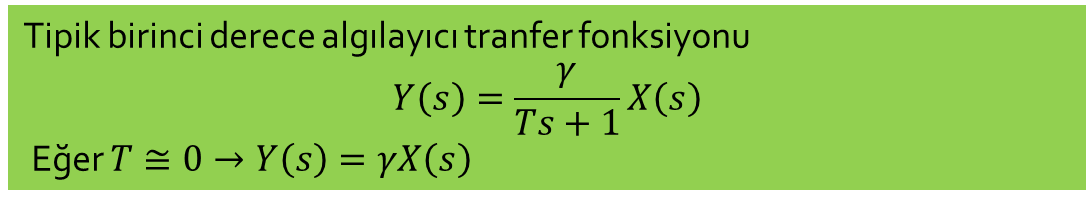 Tipik birinci derece algılayıcı tranfer fonksiyonu
Y(s) = γ/(Ts + 1) X(s)
Eğer T ≅ 0 → Y(s) = γX(s)